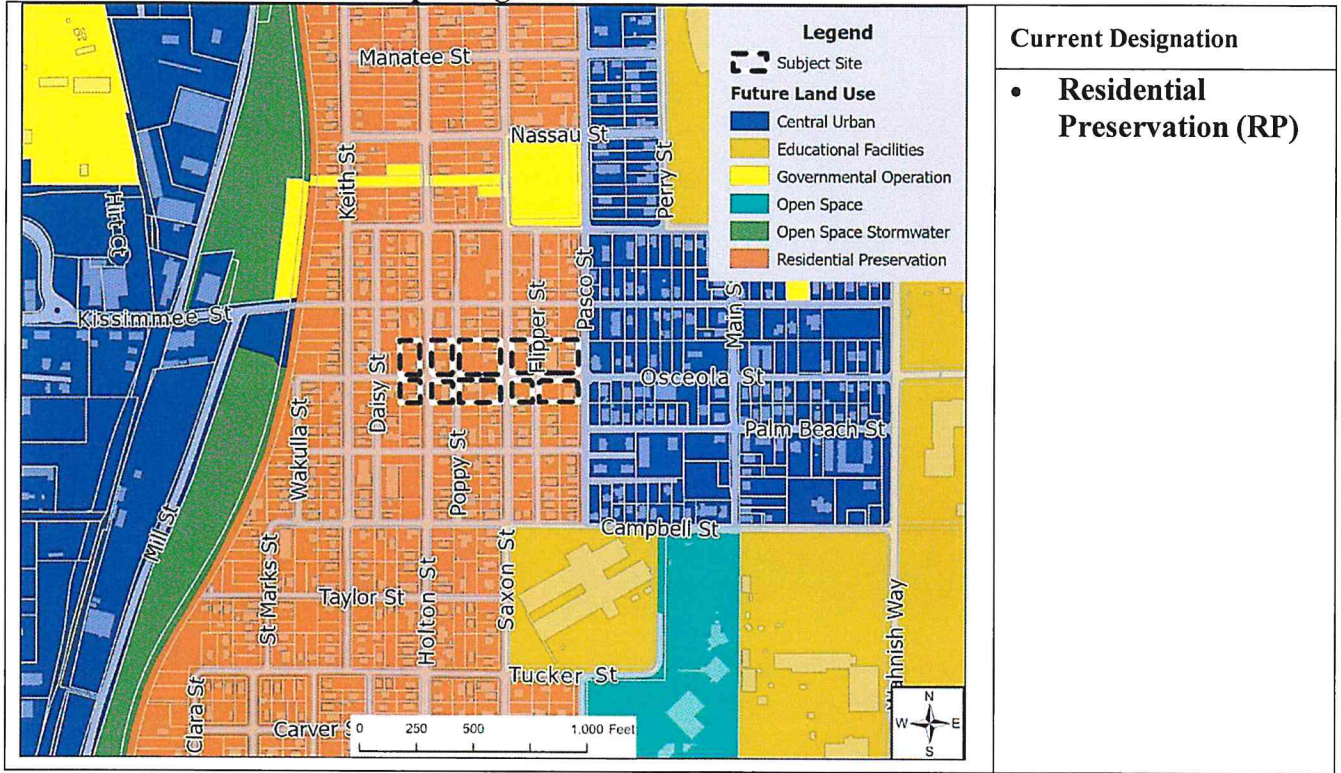 Manatee St
Nassau St
Keith St
Perry St
Hirt Ct
Kissimmee St
Daisy St
Flipper St
Pasco St
Main S
Osceola St
Palm Beach St
Wakulla St
Poppy St
Mill St
Campbell St
St Marks St
Taylor St
Holton St
Saxon St
Tucker St
Wahnish Way
Clara St
Carver S
Legend
Subject Site
Future Land Use
Central Urban
Educational Facilities
Governmental Operation
Open Space
Open Space Stormwater
Residential Preservation
0 250 500 1,000 Feet
N
W E
S
Current Designation
• Residential
Preservation (RP)